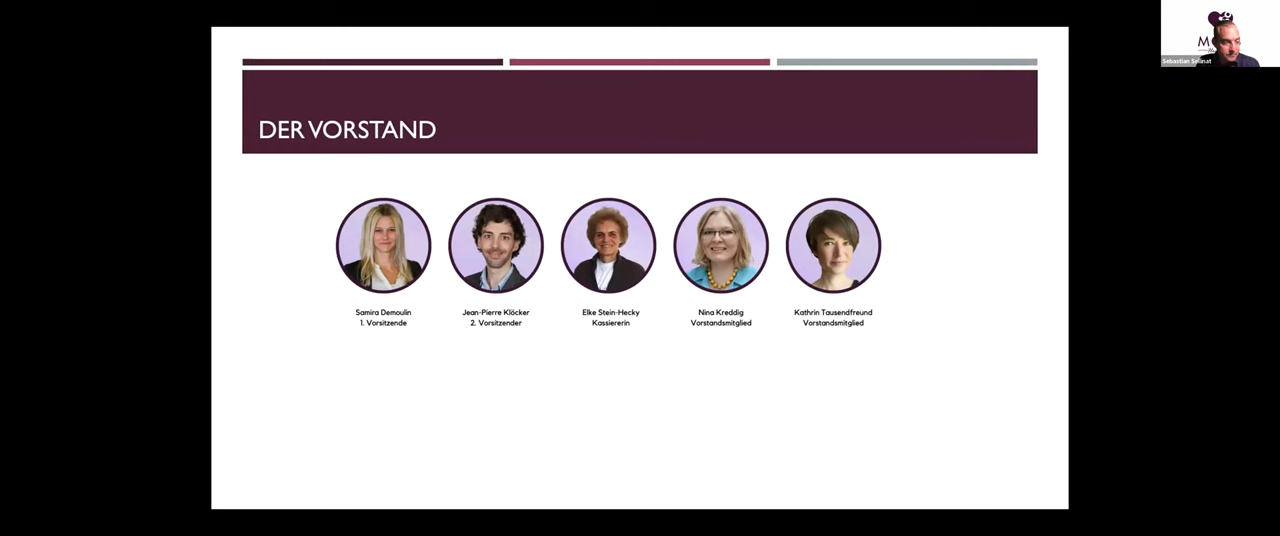 DER VORSTAND
Samira Demoulin
1. Vorsitzende
Jean-Pierre Klöcker
2. Vorsitzender
Elke Stein-Hecky
Kassiererin
Nina Kreddig
Vorstandsmitglied
Kathrin Tausendfreund
Vorstandsmitglied
Sebastian